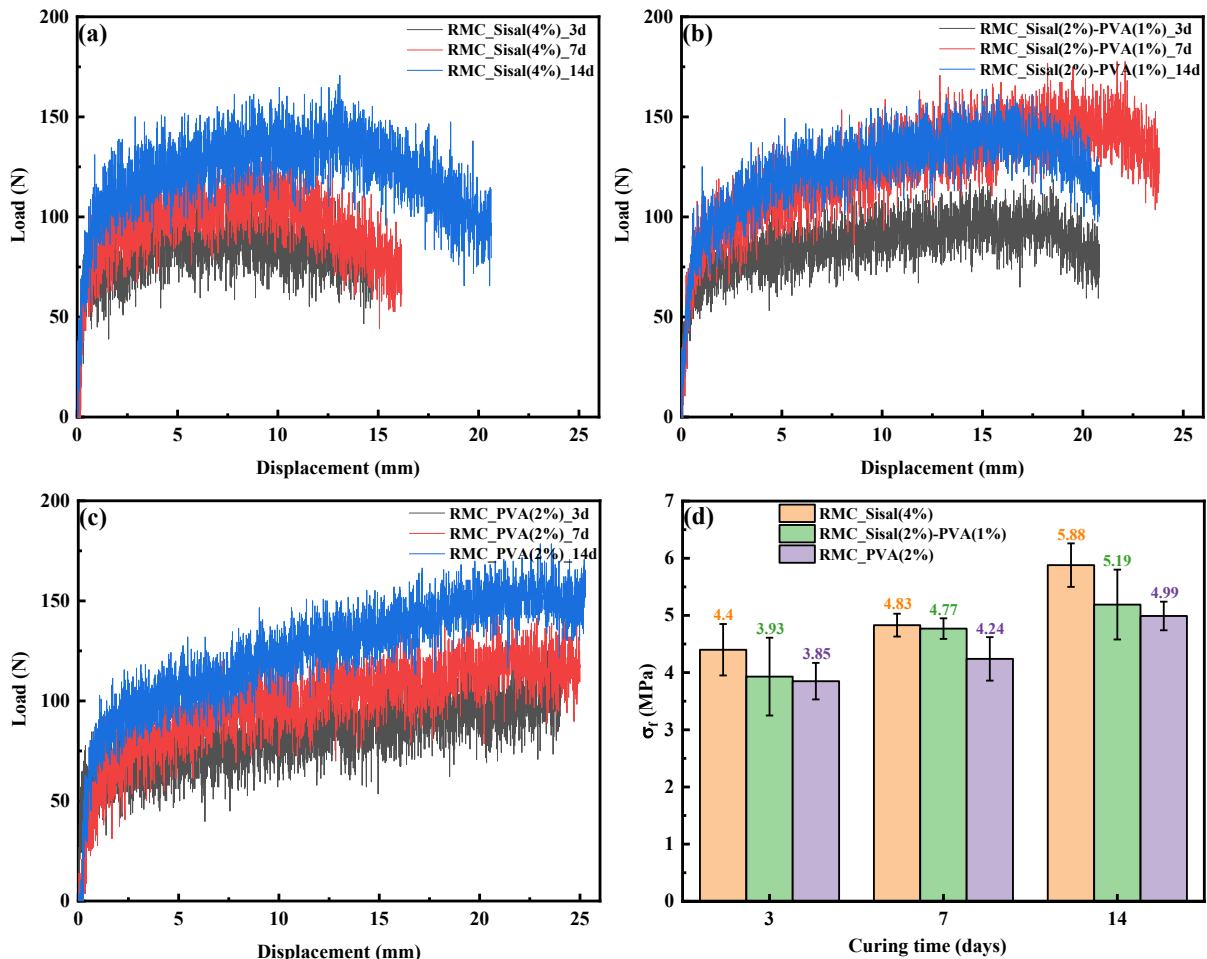 (a)
RMC_Sisal(4%)_3d
RMC_Sisal(4%)_7d
RMC_Sisal(4%)_14d
200
150
100
50
0
Load (N)
0 5 10 15 20 25
Displacement (mm)
(b)
RMC_Sisal(2%)-PVA(1%)_3d
RMC_Sisal(2%)-PVA(1%)_7d
RMC_Sisal(2%)-PVA(1%)_14d
200
150
100
50
0
Load (N)
0 5 10 15 20 25
Displacement (mm)
(c)
RMC_PVA(2%)_3d
RMC_PVA(2%)_7d
RMC_PVA(2%)_14d
200
150
100
50
0
Load (N)
0 5 10 15 20 25
Displacement (mm)
(d)
RMC_Sisal(4%)
RMC_Sisal(2%)-PVA(1%)
RMC_PVA(2%)
7
6
5
4
3
2
1
0
σf (MPa)
4.4 3.93 3.85
4.83 4.77 4.24
5.88 5.19 4.99
3 7 14
Curing time (days)